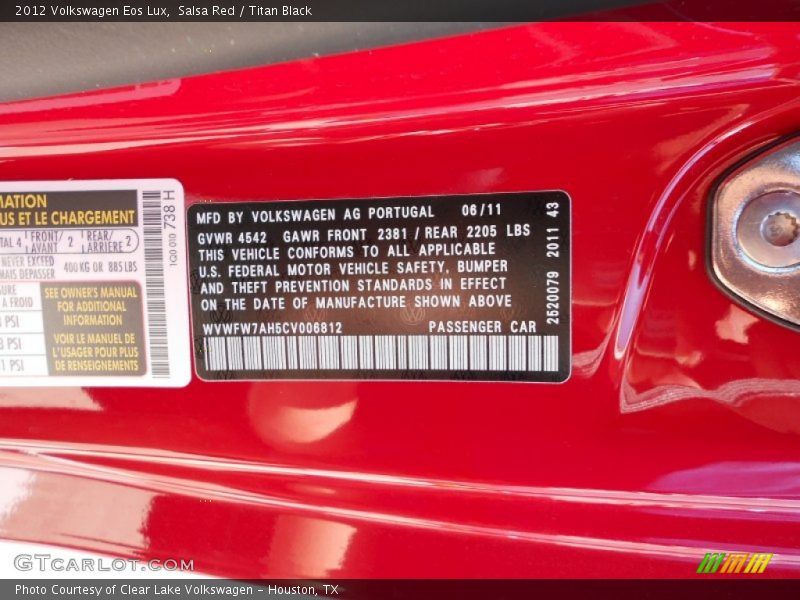 2012 Volkswagen Eos Lux, Salsa Red / Titan Black
MATION
US ET LE CHARGEMENT
TAL 4 FRONT/AVANT 2 REAR/ARRIERE 2
NEVER EXCEED
MAIS DEPASSER 400 KG OR 885 LBS
SURE
A FROID
PSI
PSI
1 PSI
SEE OWNER'S MANUAL
FOR ADDITIONAL
INFORMATION
VOIR LE MANUEL DE
L'USAGER POUR PLUS
DE RENSEIGNEMENTS
1Q0 010 738 H
MFD BY VOLKSWAGEN AG PORTUGAL 06/11
GVWR 4542 GAWR FRONT 2381 / REAR 2205 LBS
THIS VEHICLE CONFORMS TO ALL APPLICABLE
U.S. FEDERAL MOTOR VEHICLE SAFETY, BUMPER
AND THEFT PREVENTION STANDARDS IN EFFECT
ON THE DATE OF MANUFACTURE SHOWN ABOVE
WVWFW7AH5CV006812 PASSENGER CAR
2520079 2011 43
GTCARLOT.COM
Photo Courtesy of Clear Lake Volkswagen - Houston, TX